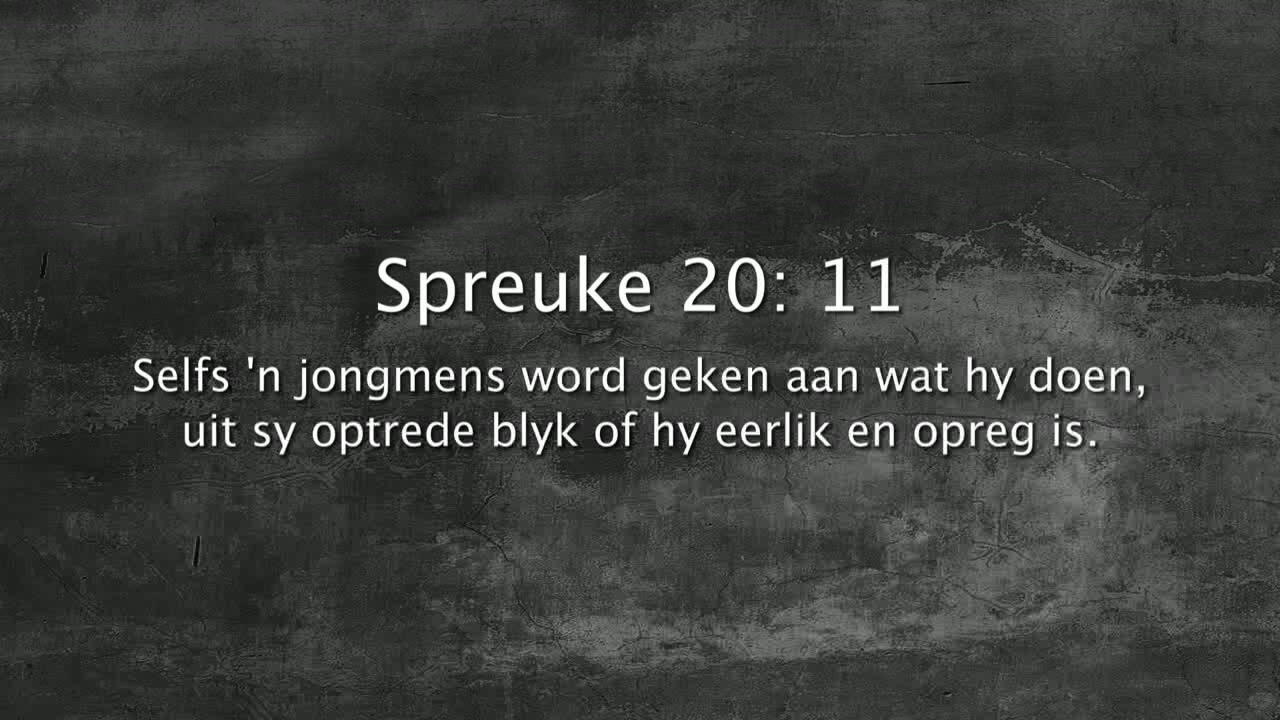 Spreuke 20: 11
Selfs 'n jongmens word geken aan wat hy doen,
uit sy optrede blyk of hy eerlik en opreg is.